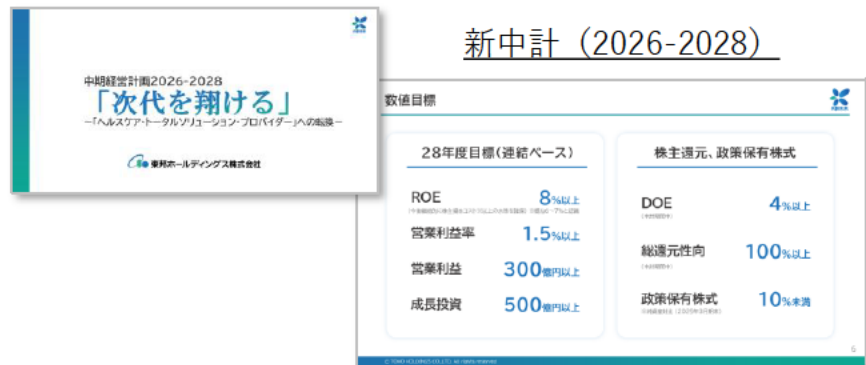 新中計（2026-2028）
中期経営計画2026-2028
「次代を翔ける」
―「ヘルスケア・トータルソリューション・プロバイダー」への転換―
東邦ホールディングス株式会社
数値目標
28年度目標（連結ベース）
ROE 8%以上
営業利益率 1.5%以上
営業利益 300億円以上
成長投資 500億円以上
株主還元、政策保有株式
DOE 4%以上
総還元性向 100%以上
政策保有株式 10%未満
6